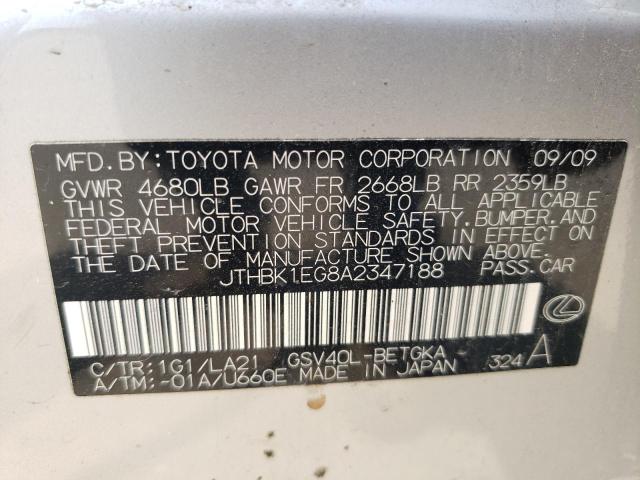 MFD. BY: TOYOTA MOTOR CORPORATION 09/09
GVWR 4680LB GAWR FR 2668LB RR 2359LB
THIS VEHICLE CONFORMS TO ALL APPLICABLE
FEDERAL MOTOR VEHICLE SAFETY, BUMPER, AND
THEFT PREVENTION STANDARDS IN EFFECT ON
THE DATE OF MANUFACTURE SHOWN ABOVE.
JTHBK1EG8A2347188 PASS.CAR
C/TR: 1G1/LA21 GSV40L-BETGKA
A/TM: -01A/U660E MADE IN JAPAN 324 A